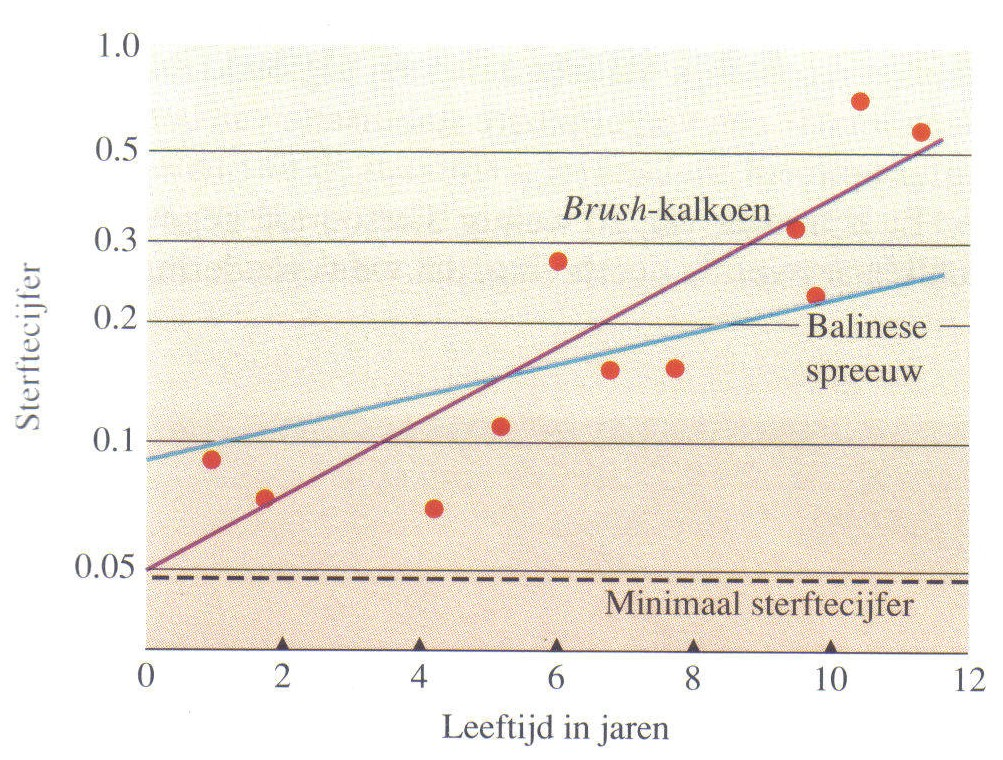 1.0
0.5
0.3
0.2
0.1
0.05
Sterftecijfer
Brush-kalkoen
Balinese
spreeuw
Minimaal sterftecijfer
0 2 4 6 8 10 12
Leeftijd in jaren